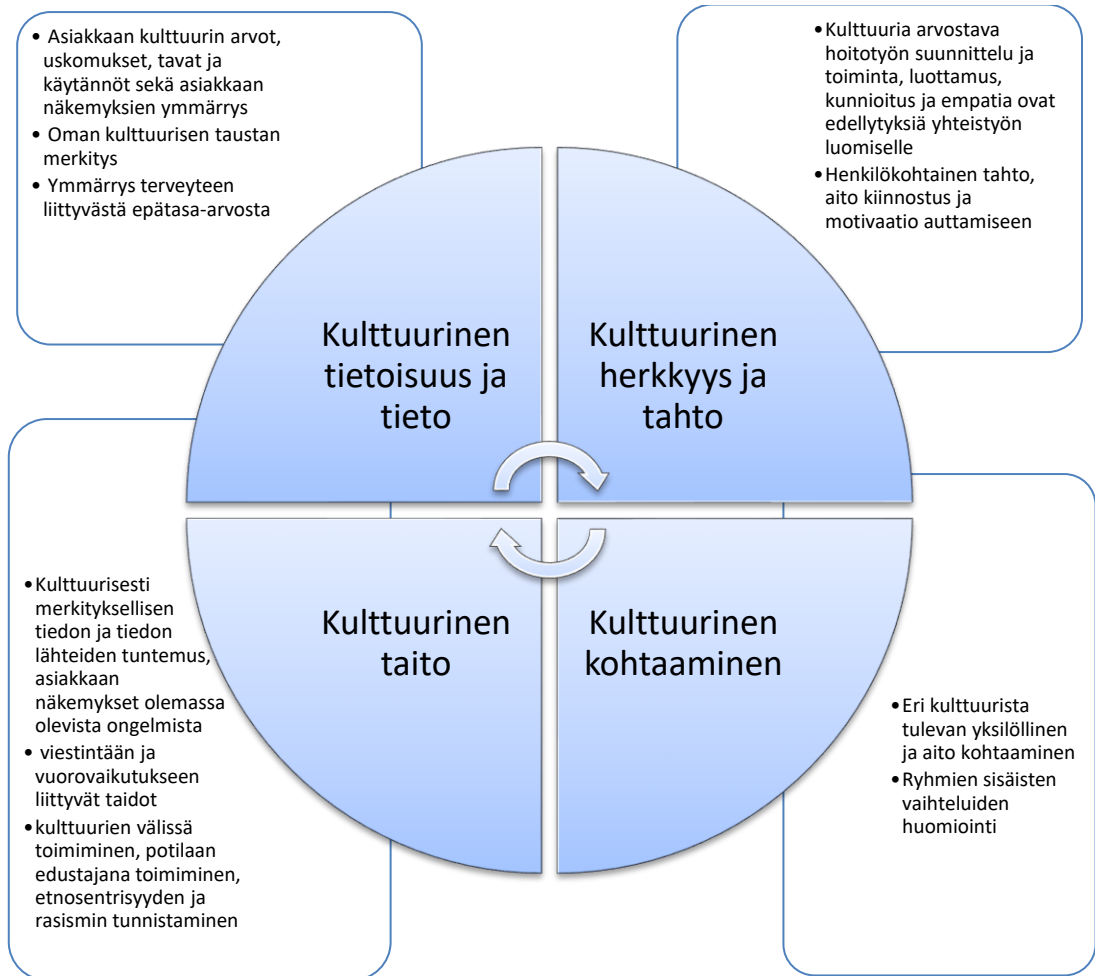 • Asiakkaan kulttuurin arvot,
uskomukset, tavat ja
käytännöt sekä asiakkaan
näkemyksien ymmärrys
• Oman kulttuurisen taustan
merkitys
• Ymmärrys terveyteen
liittyvästä epätasa-arvosta
•Kulttuuria arvostava
hoitotyön suunnittelu ja
toiminta, luottamus,
kunnioitus ja empatia ovat
edellytyksiä yhteistyön
luomiselle
•Henkilökohtainen tahto,
aito kiinnostus ja
motivaatio auttamiseen
Kulttuurinen
tietoisuus ja
tieto
Kulttuurinen
herkkyys ja
tahto
Kulttuurinen
taito
Kulttuurinen
kohtaaminen
•Kulttuurisesti
merkityksellisen
tiedon ja tiedon
lähteiden tuntemus,
asiakkaan
näkemykset olemassa
olevista ongelmista
• viestintään ja
vuorovaikutukseen
liittyvät taidot
•kulttuurien välissä
toimiminen, potilaan
edustajana toimiminen,
etnosentrisyyden ja
rasismin tunnistaminen
•Eri kulttuurista
tulevan yksilöllinen
ja aito kohtaaminen
•Ryhmien sisäisten
vaihteluiden
huomiointi